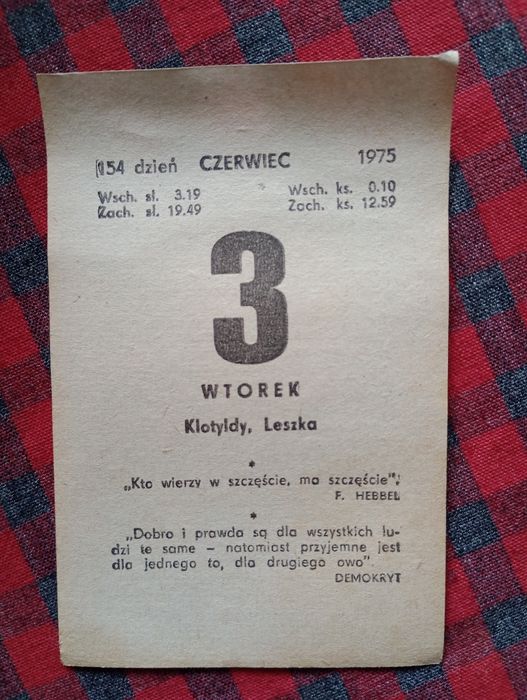 154 dzień CZERWIEC 1975
Wsch. sł. 3.19 Wsch. ks. 0.10
Zach. sł. 19.49 Zach. ks. 12.59
3
WTOREK
Klotyldy, Leszka
*
„Kto wierzy w szczęście, ma szczęście”.
F. HEBBEL
*
„Dobro i prawda są dla wszystkich lu-
dzi te same – natomiast przyjemne jest
dla jednego to, dla drugiego owo”
DEMOKRYT